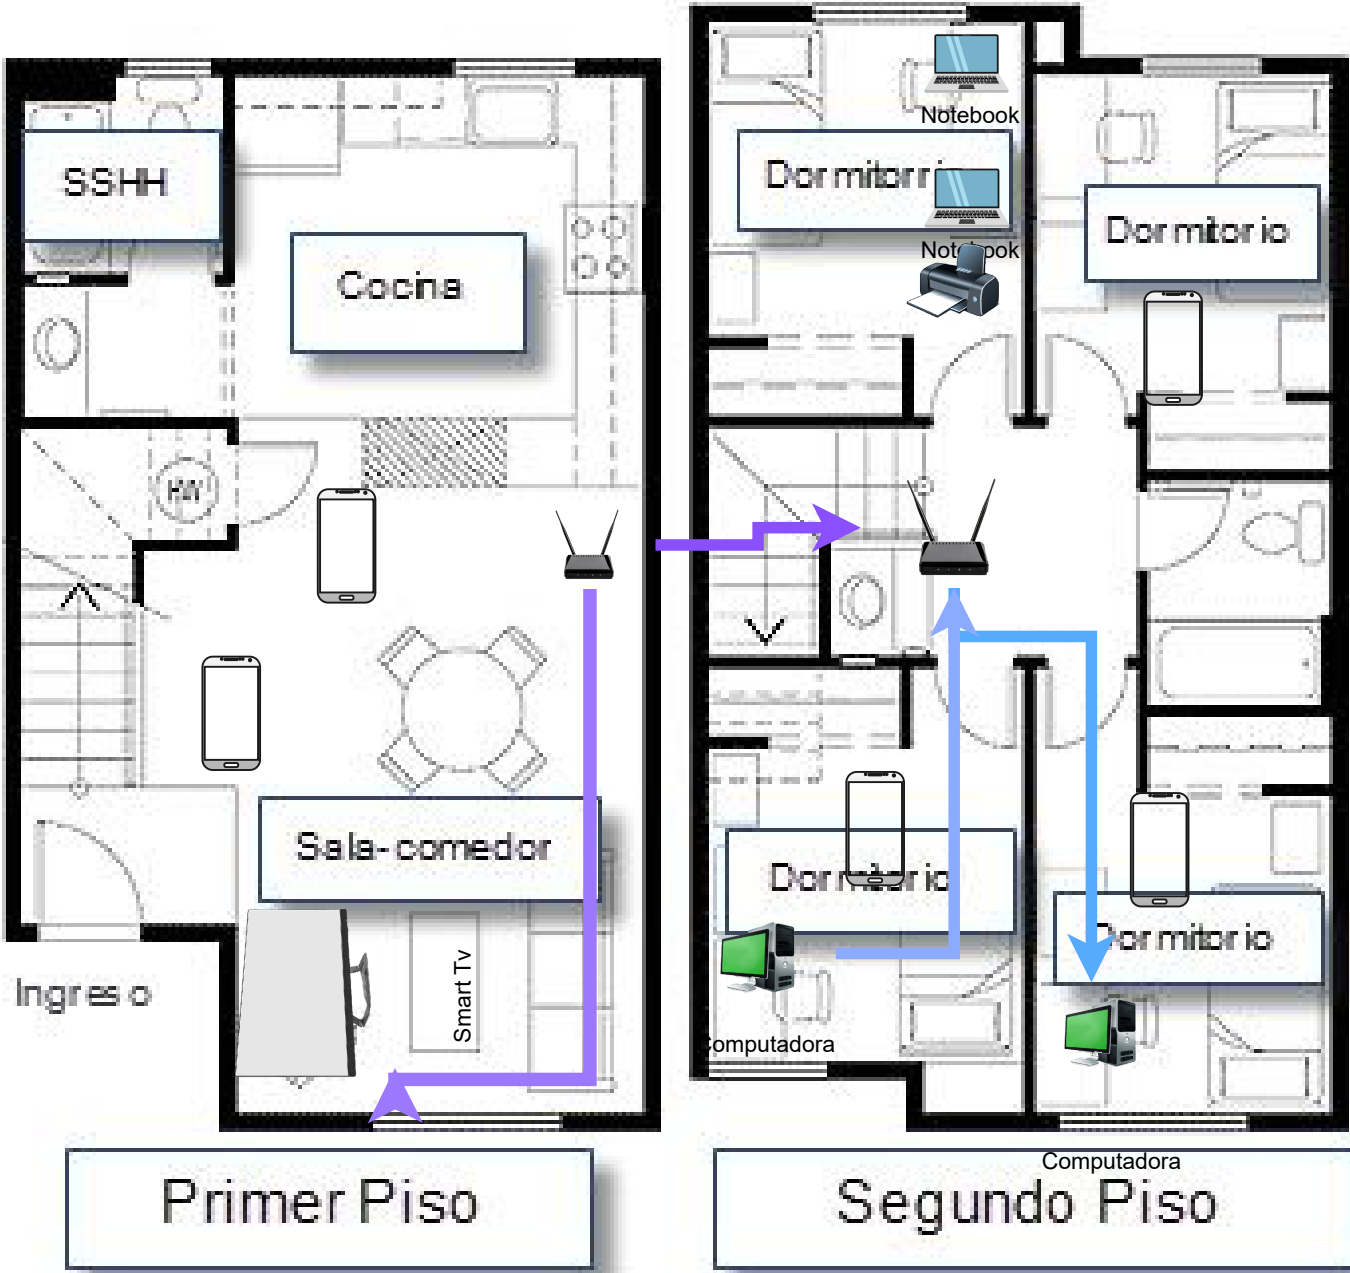 SSHH
Cocina
HW
Sala-comedor
Smart Tv
Ingreso
Primer Piso
Notebook
Dormitorio
Notebook
Dormitorio
Dormitorio
Computadora
Dormitorio
Computadora
Segundo Piso